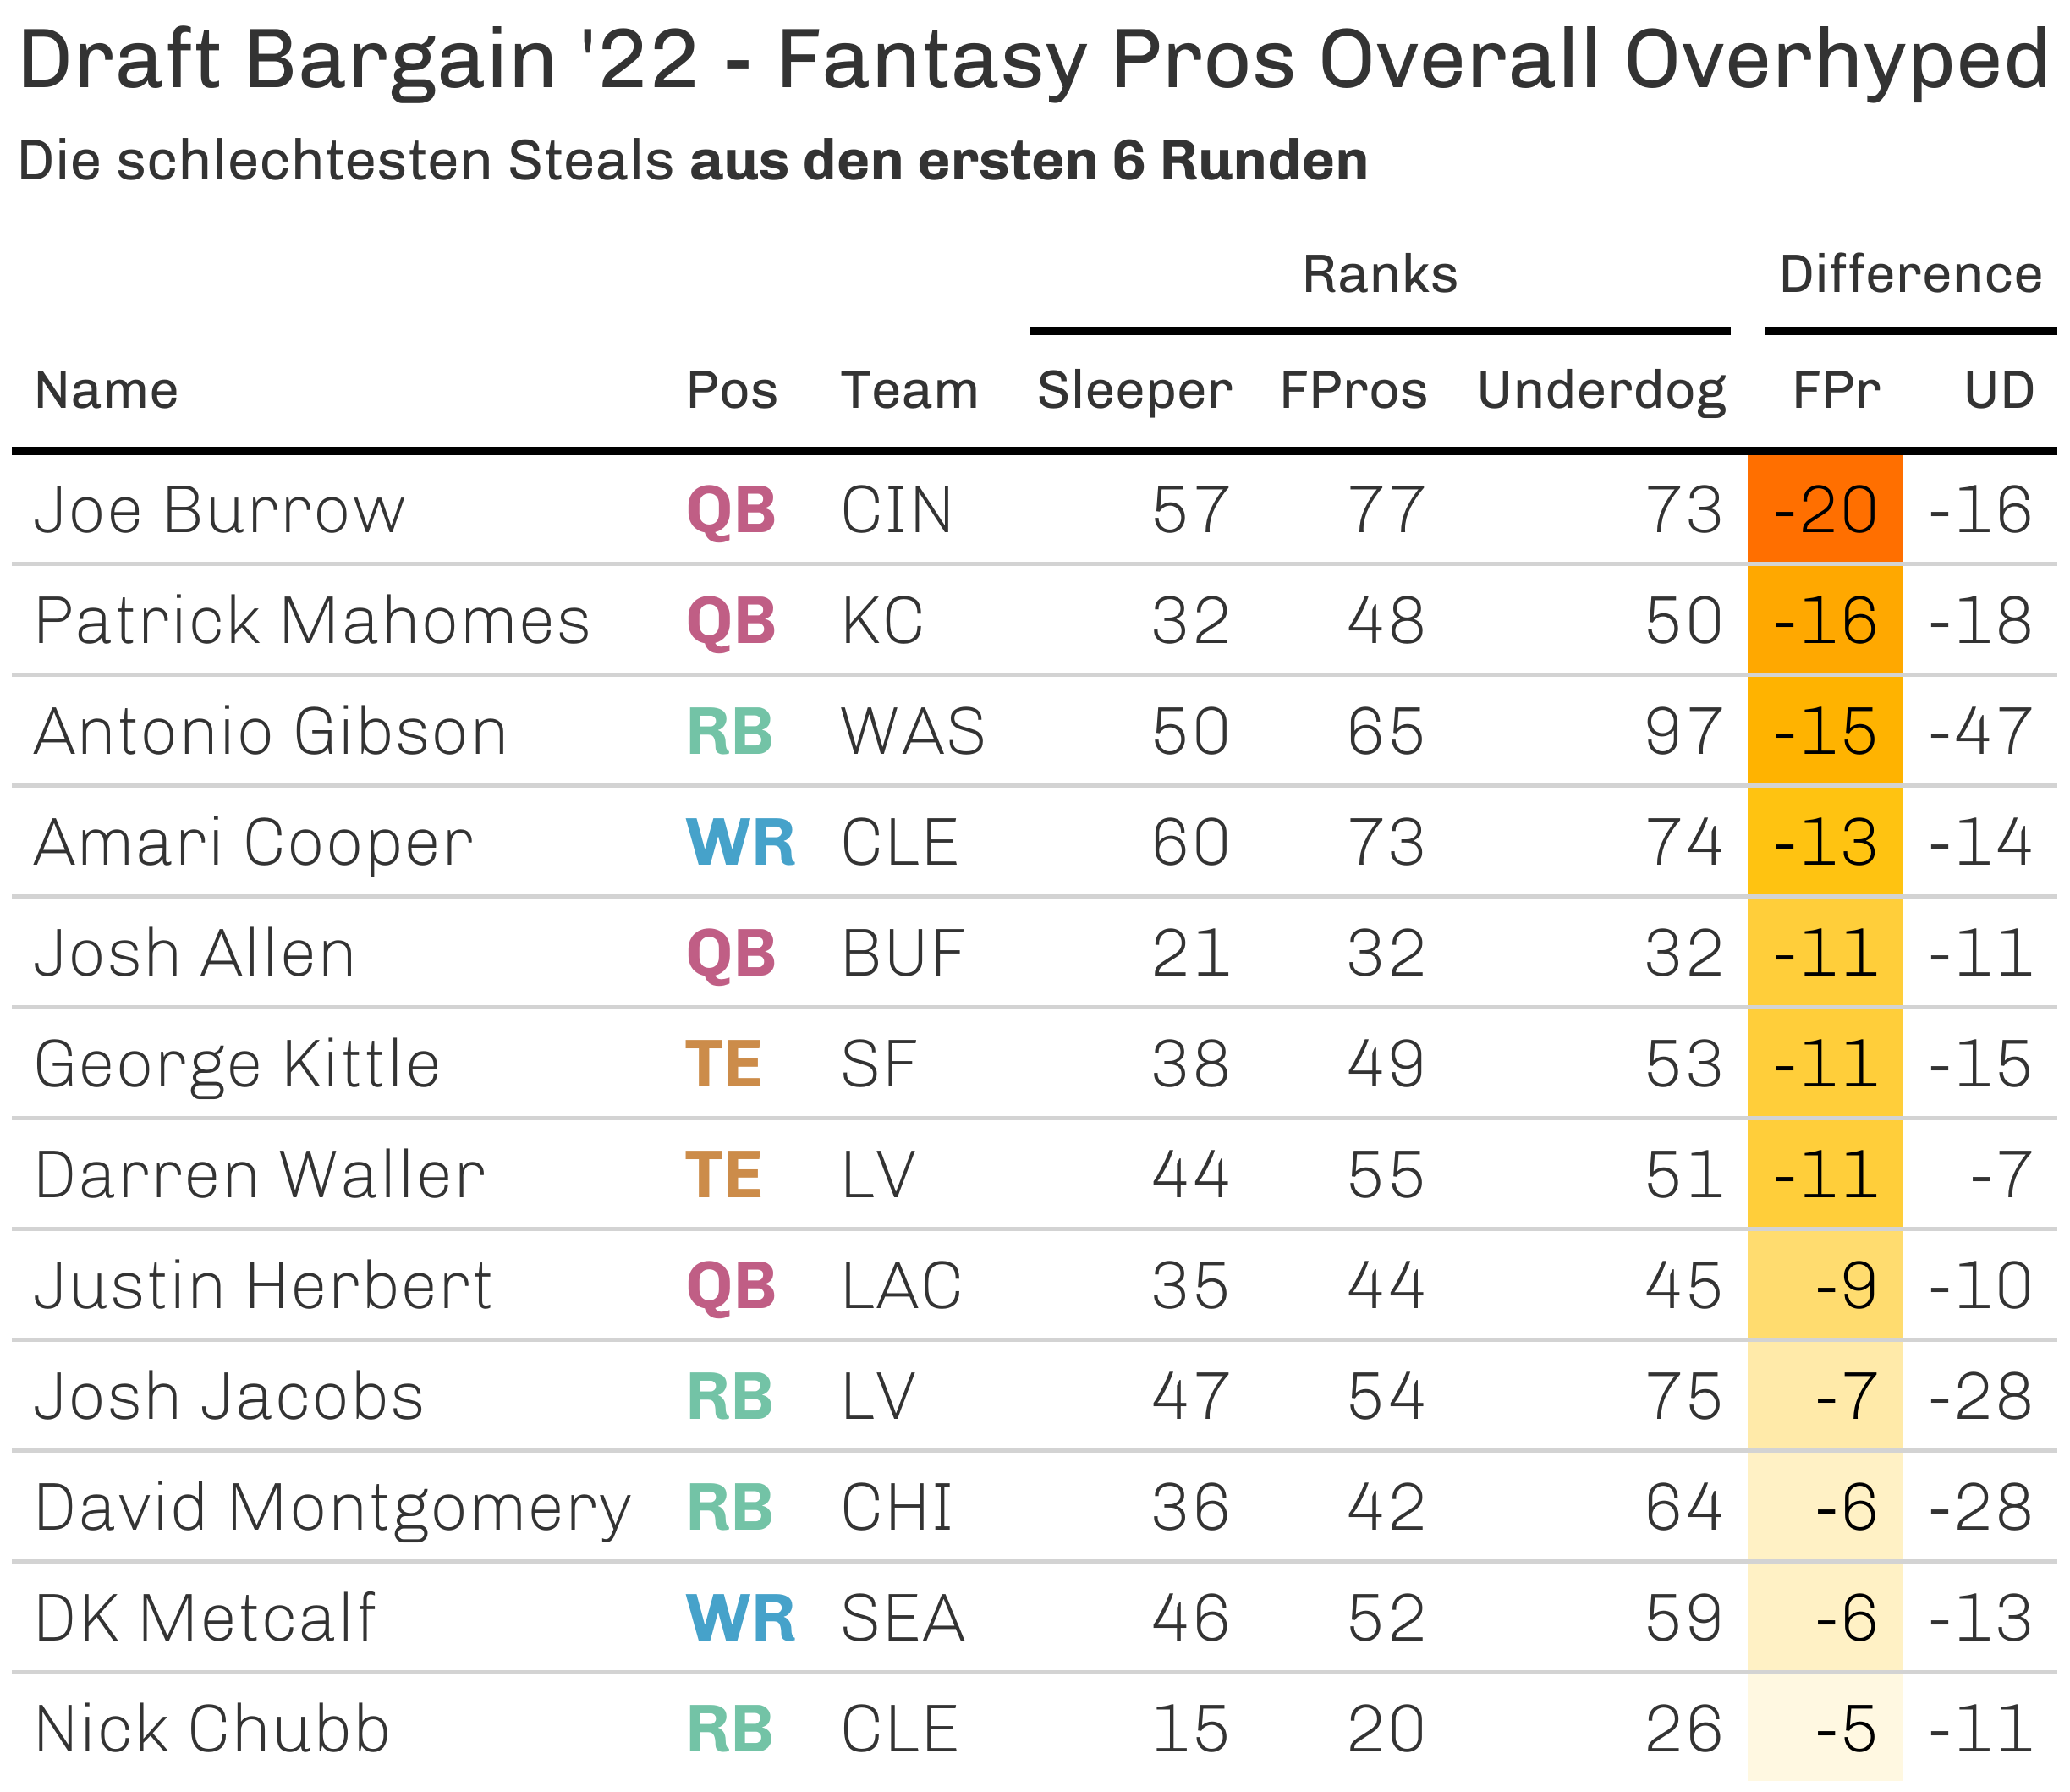 Draft Bargain '22 - Fantasy Pros Overall Overhyped
Die schlechtesten Steals aus den ersten 6 Runden
Ranks Difference
Name Pos Team Sleeper FPros Underdog FPr UD
Joe Burrow QB CIN 57 77 73 -20 -16
Patrick Mahomes QB KC 32 48 50 -16 -18
Antonio Gibson RB WAS 50 65 97 -15 -47
Amari Cooper WR CLE 60 73 74 -13 -14
Josh Allen QB BUF 21 32 32 -11 -11
George Kittle TE SF 38 49 53 -11 -15
Darren Waller TE LV 44 55 51 -11 -7
Justin Herbert QB LAC 35 44 45 -9 -10
Josh Jacobs RB LV 47 54 75 -7 -28
David Montgomery RB CHI 36 42 64 -6 -28
DK Metcalf WR SEA 46 52 59 -6 -13
Nick Chubb RB CLE 15 20 26 -5 -11